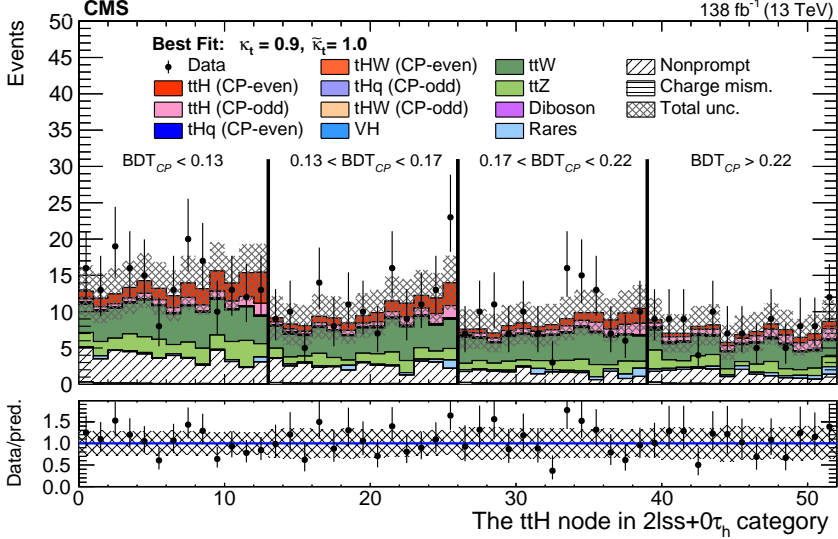 CMS 138 fb⁻¹ (13 TeV)
Best Fit: κt = 0.9, κ̃t = 1.0
Data tHW (CP-even) ttW Nonprompt
ttH (CP-even) tHq (CP-odd) ttZ Charge mism.
ttH (CP-odd) tHW (CP-odd) Diboson Total unc.
tHq (CP-even) VH Rares
BDT_CP < 0.13 0.13 < BDT_CP < 0.17 0.17 < BDT_CP < 0.22 BDT_CP > 0.22
Events
50
45
40
35
30
25
20
15
10
5
0
Data/pred.
1.5
1.0
0.5
0.0
0 10 20 30 40 50
The ttH node in 2lss+0τh category